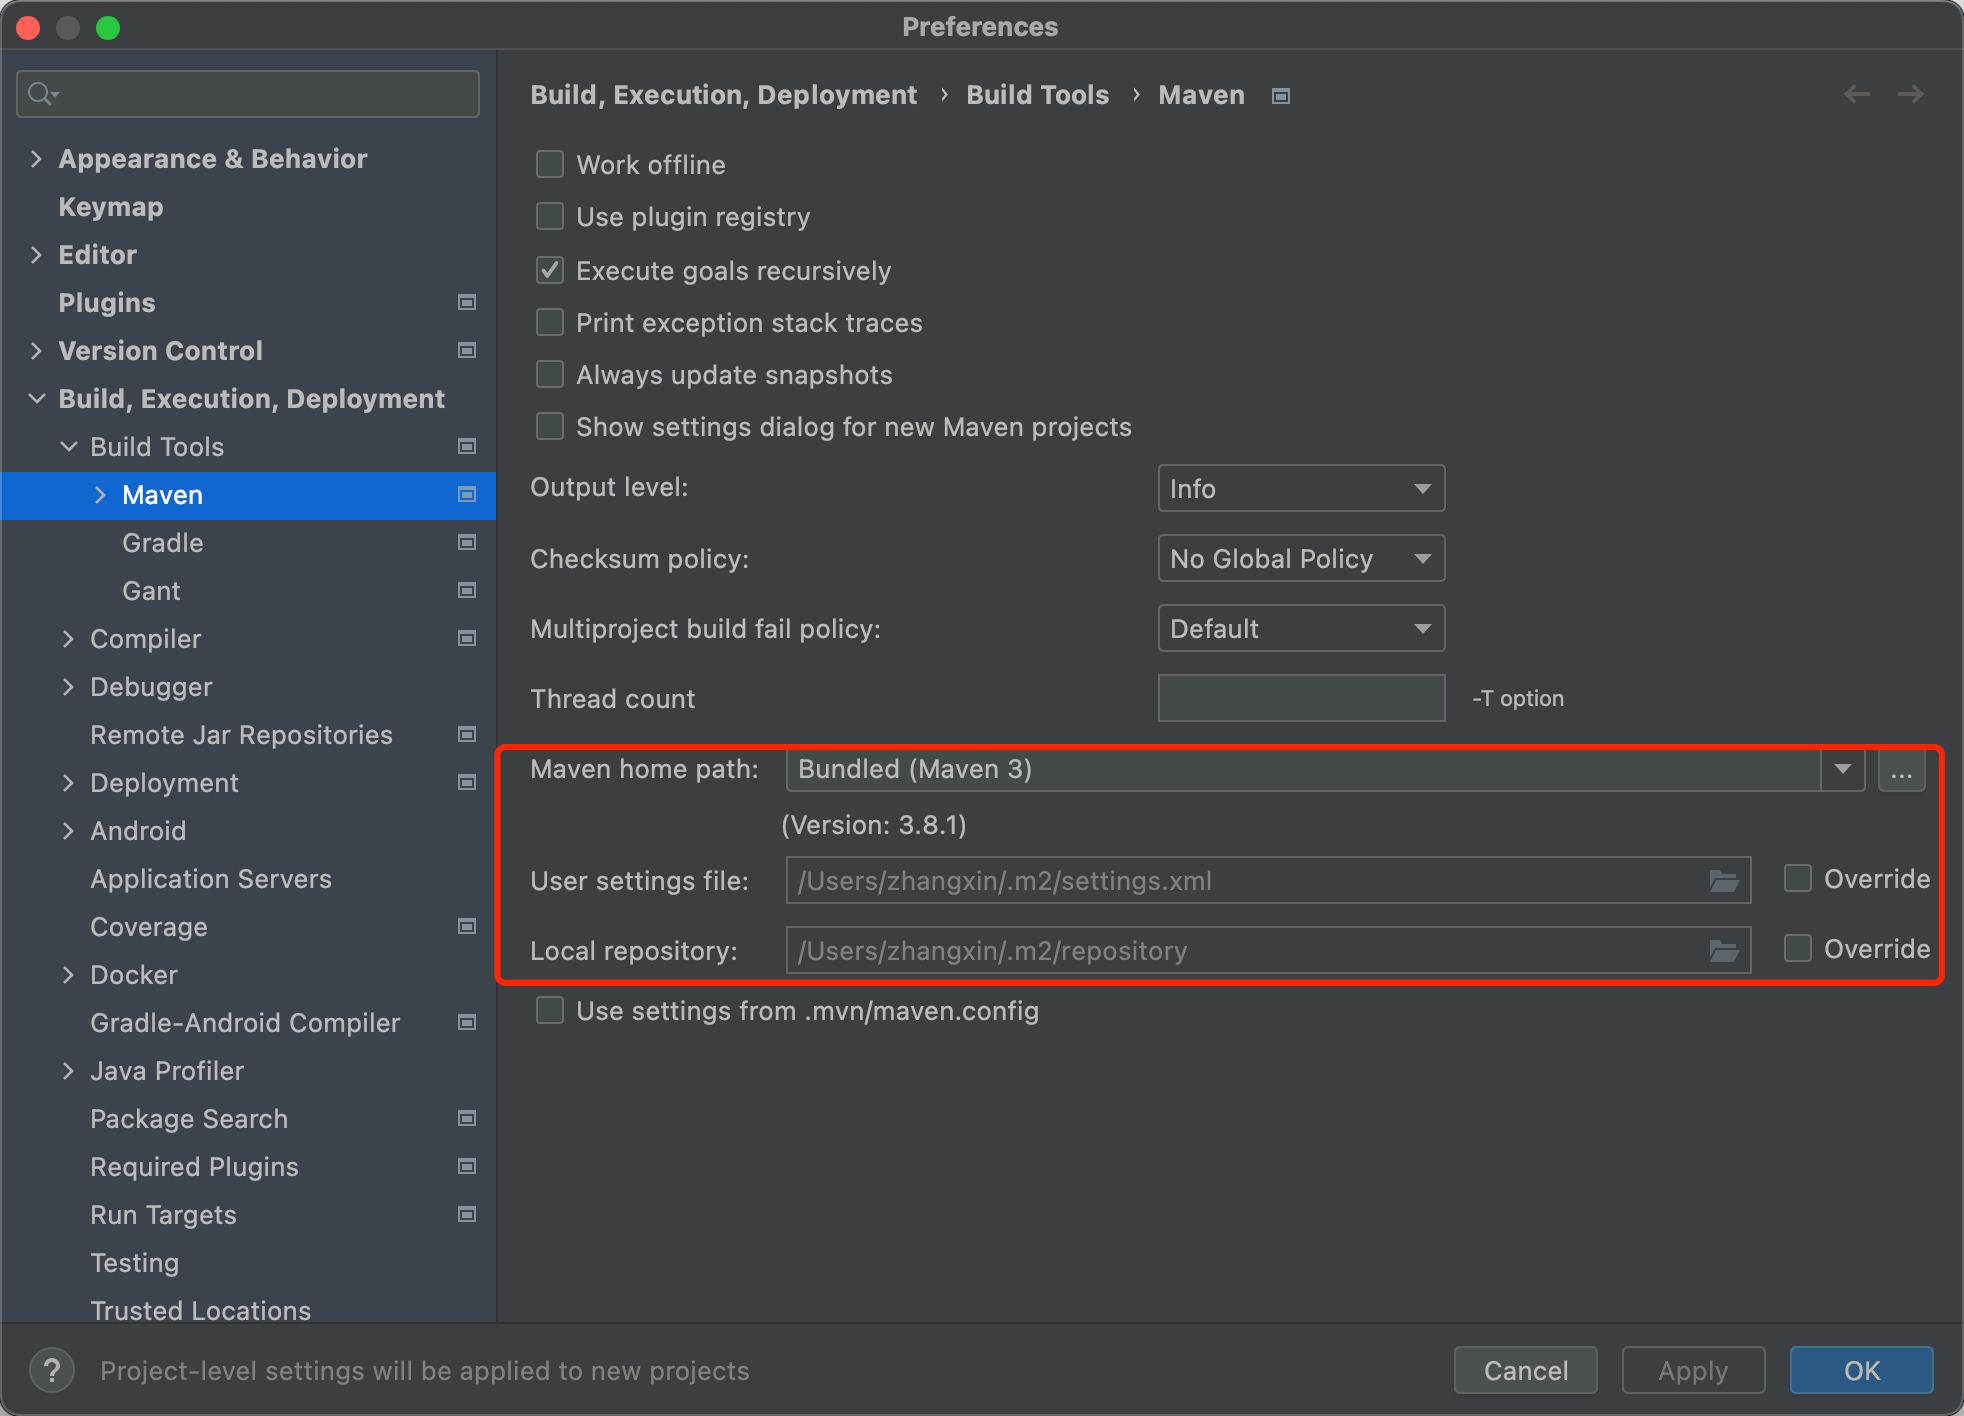 Preferences
Appearance & Behavior
Keymap
Editor
Plugins
Version Control
Build, Execution, Deployment
Build Tools
Maven
Gradle
Gant
Compiler
Debugger
Remote Jar Repositories
Deployment
Android
Application Servers
Coverage
Docker
Gradle-Android Compiler
Java Profiler
Package Search
Required Plugins
Run Targets
Testing
Trusted Locations
Build, Execution, Deployment › Build Tools › Maven
Work offline
Use plugin registry
Execute goals recursively
Print exception stack traces
Always update snapshots
Show settings dialog for new Maven projects
Output level: Info
Checksum policy: No Global Policy
Multiproject build fail policy: Default
Thread count -T option
Maven home path: Bundled (Maven 3) ...
(Version: 3.8.1)
User settings file: /Users/zhangxin/.m2/settings.xml Override
Local repository: /Users/zhangxin/.m2/repository Override
Use settings from .mvn/maven.config
? Project-level settings will be applied to new projects
Cancel Apply OK